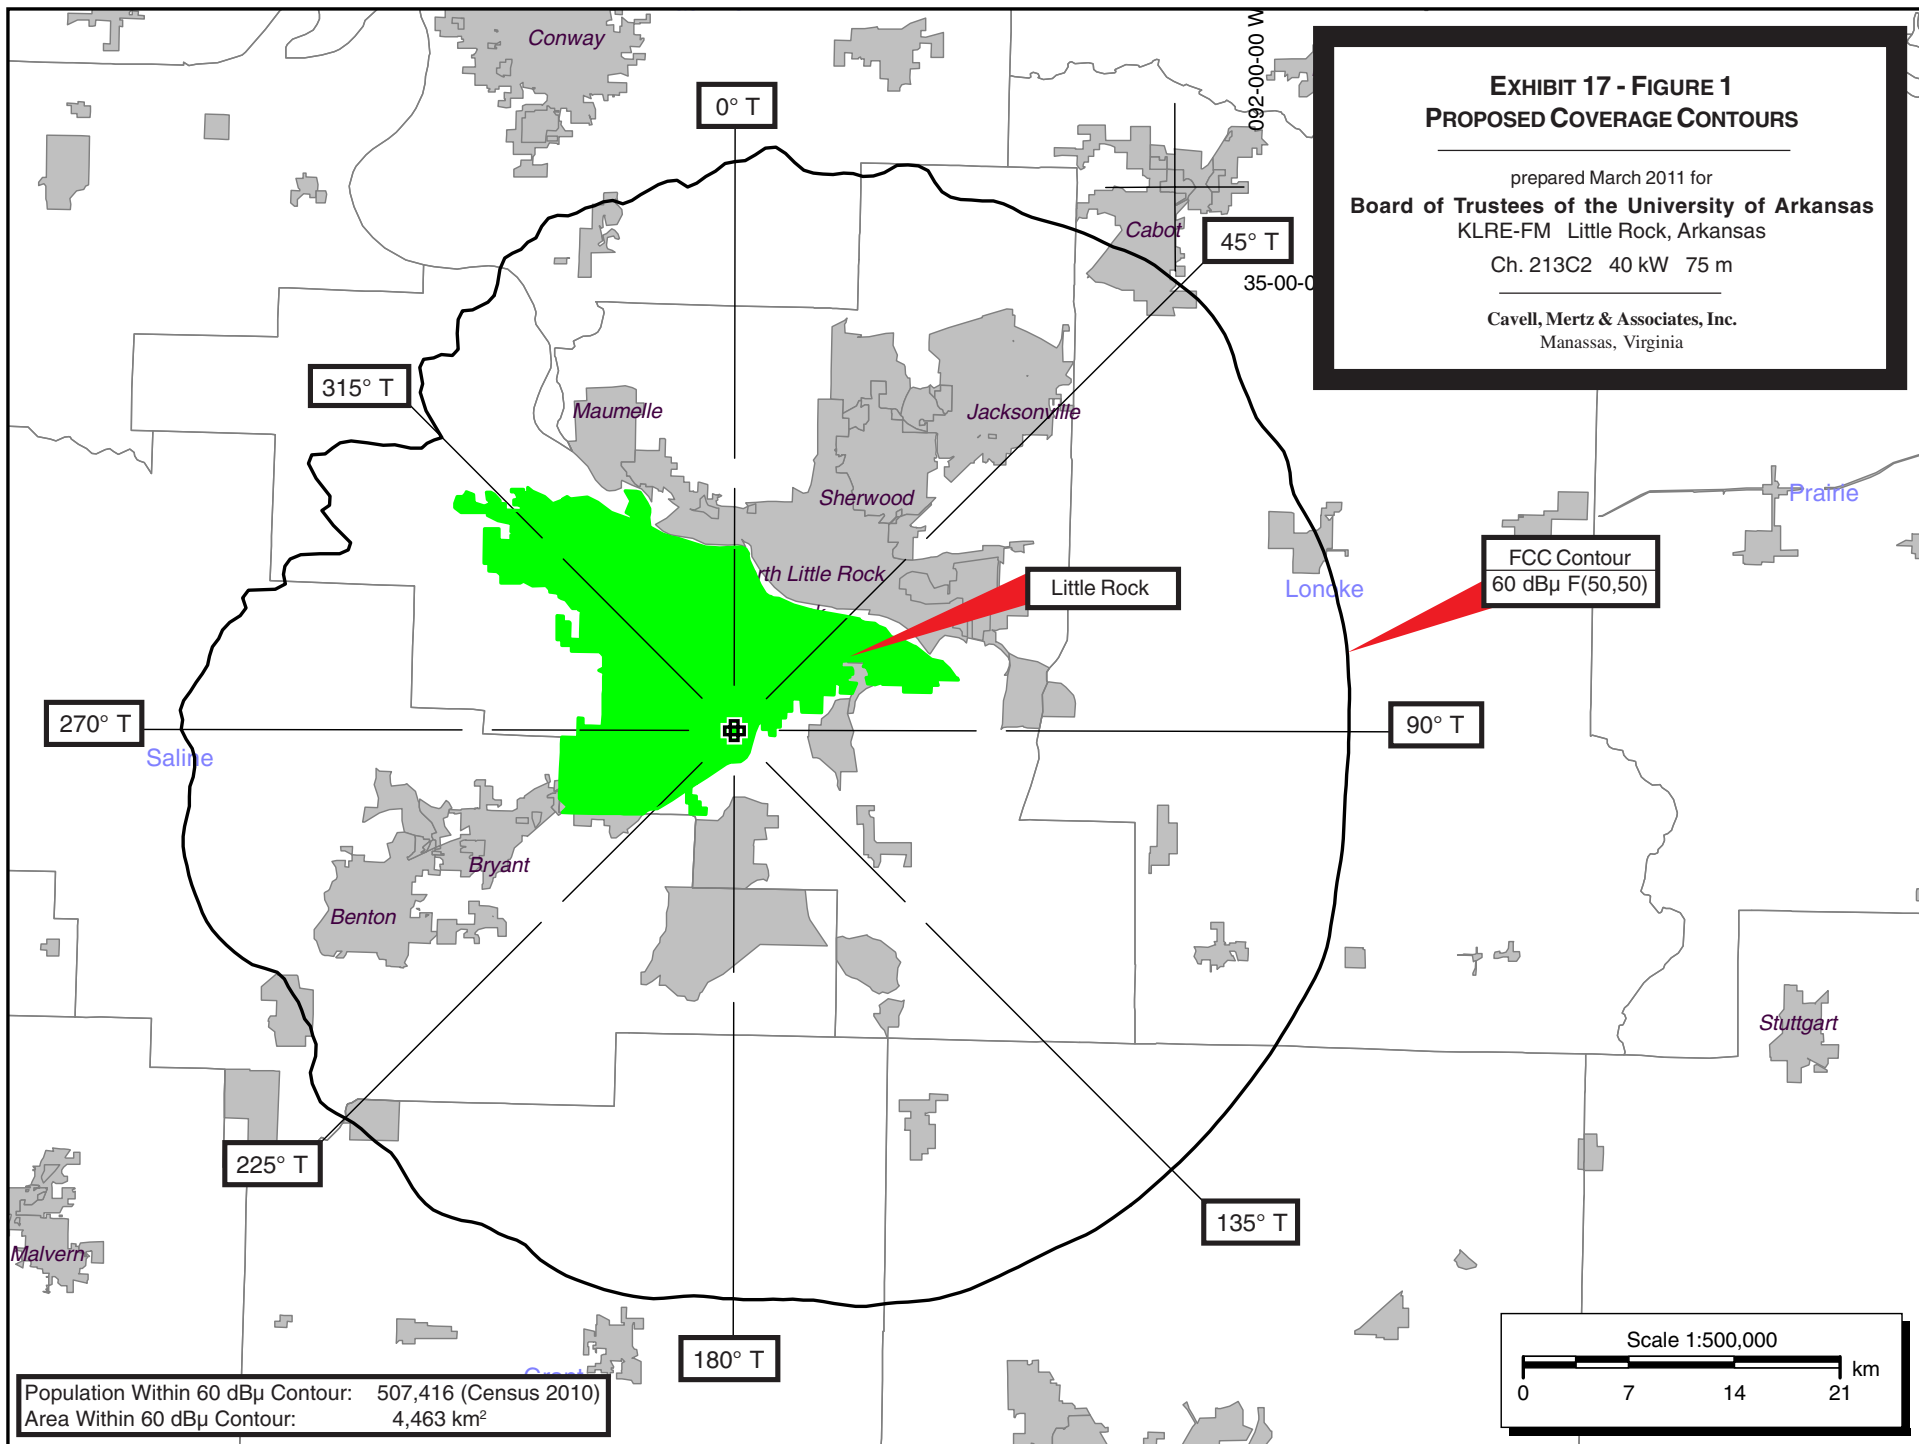 Conway
092-00-00 W
EXHIBIT 17 - FIGURE 1
PROPOSED COVERAGE CONTOURS
prepared March 2011 for
Board of Trustees of the University of Arkansas
KLRE-FM Little Rock, Arkansas
Ch. 213C2 40 kW 75 m
Cavell, Mertz & Associates, Inc.
Manassas, Virginia
0° T
Cabot
45° T
35-00-0
315° T
Maumelle
Jacksonville
Sherwood
Prairie
rth Little Rock
Little Rock
Lonoke
FCC Contour
60 dBµ F(50,50)
270° T
Saline
90° T
Bryant
Benton
Stuttgart
225° T
135° T
Malvern
180° T
Grant
Scale 1:500,000
km
0 7 14 21
Population Within 60 dBµ Contour: 507,416 (Census 2010)
Area Within 60 dBµ Contour: 4,463 km²